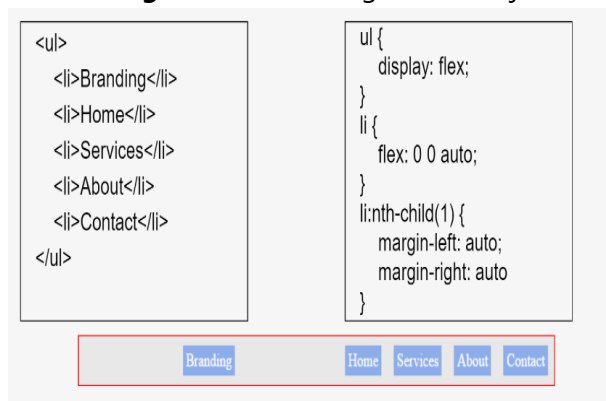 <ul>
<li>Branding</li>
<li>Home</li>
<li>Services</li>
<li>About</li>
<li>Contact</li>
</ul>
ul {
display: flex;
}
li {
flex: 0 0 auto;
}
li:nth-child(1) {
margin-left: auto;
margin-right: auto
}
Branding Home Services About Contact